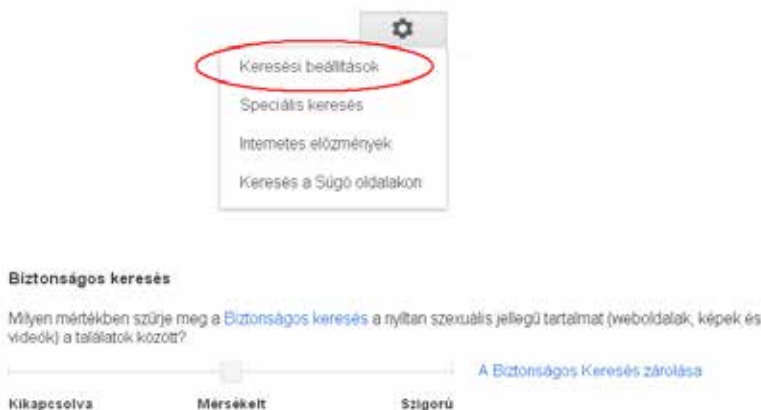 Keresési beállítások
Speciális keresés
Internetes előzmények
Keresés a Súgó oldalakon
Biztonságos keresés
Milyen mértékben szűrje meg a Biztonságos keresés a nyíltan szexuális jellegű tartalmat (weboldalak, képek és
videók) a találatok között?
A Biztonságos Keresés zárolása
Kikapcsolva Mérsékelt Szigorú